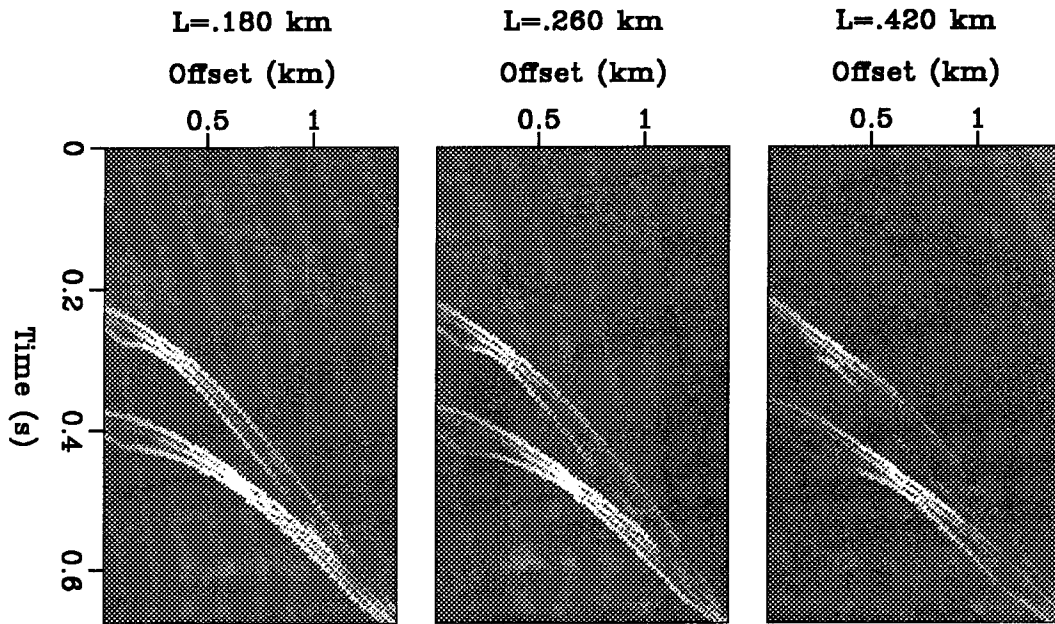 L=.180 km L=.260 km L=.420 km
Offset (km) Offset (km) Offset (km)
0.5 1 0.5 1 0.5 1
0
0.2
0.4
0.6
Time (s)